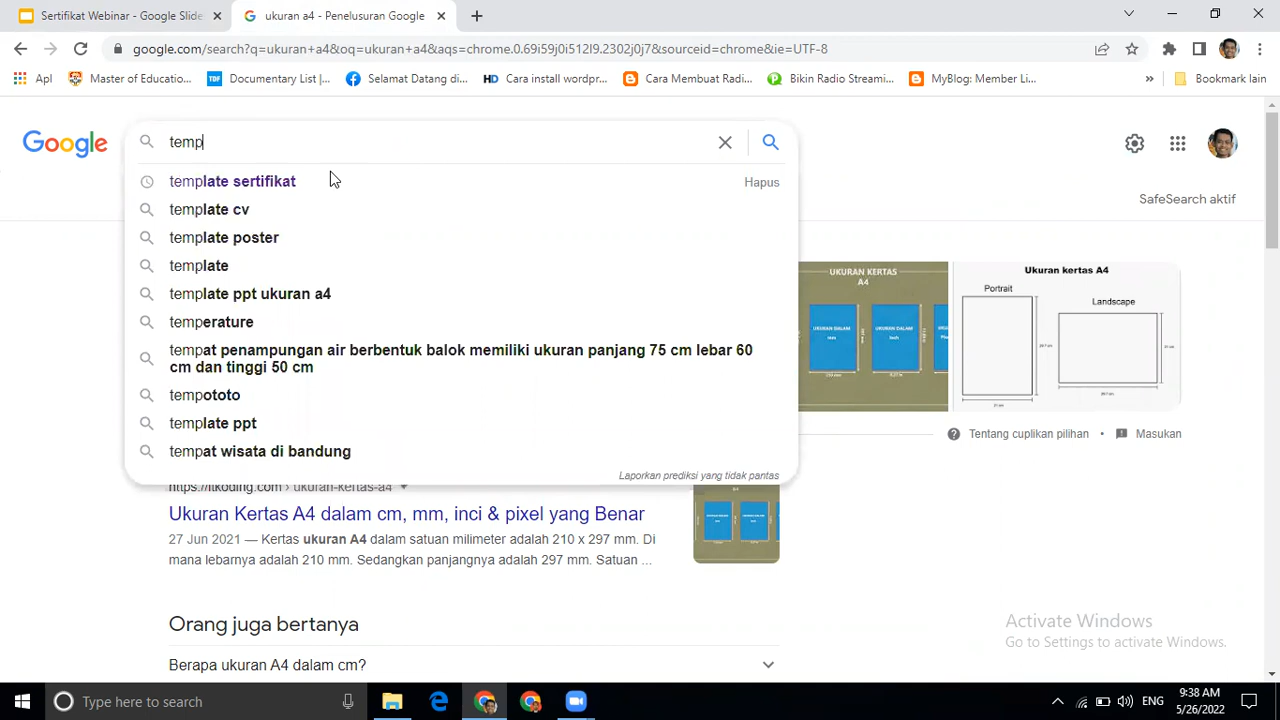 Sertifikat Webinar - Google Slide
ukuran a4 - Penelusuran Google
google.com/search?q=ukuran+a4&oq=ukuran+a4&aqs=chrome.0.69i59j0i512l9.2302j0j7&sourceid=chrome&ie=UTF-8
Apl
Master of Educatio...
Documentary List |...
Selamat Datang di...
Cara install wordpr...
Cara Membuat Radi...
Bikin Radio Streami...
MyBlog: Member Li...
»
Bookmark lain
Google
temp
template sertifikat
Hapus
template cv
template poster
template
template ppt ukuran a4
temperature
tempat penampungan air berbentuk balok memiliki ukuran panjang 75 cm lebar 60
cm dan tinggi 50 cm
tempototo
template ppt
tempat wisata di bandung
Laporkan prediksi yang tidak pantas
SafeSearch aktif
UKURAN KERTAS
A4
UKURAN DALAM
mm
UKURAN DALAM
Inch
Ukuran kertas A4
Portrait
Landscape
Tentang cuplikan pilihan
•
Masukan
https://itkoding.com › ukuran-kertas-a4
Ukuran Kertas A4 dalam cm, mm, inci & pixel yang Benar
27 Jun 2021 — Kertas ukuran A4 dalam satuan milimeter adalah 210 x 297 mm. Di
mana lebarnya adalah 210 mm. Sedangkan panjangnya adalah 297 mm. Satuan ...
Orang juga bertanya
Berapa ukuran A4 dalam cm?
Activate Windows
Go to Settings to activate Windows.
Type here to search
ENG
9:38 AM
5/26/2022